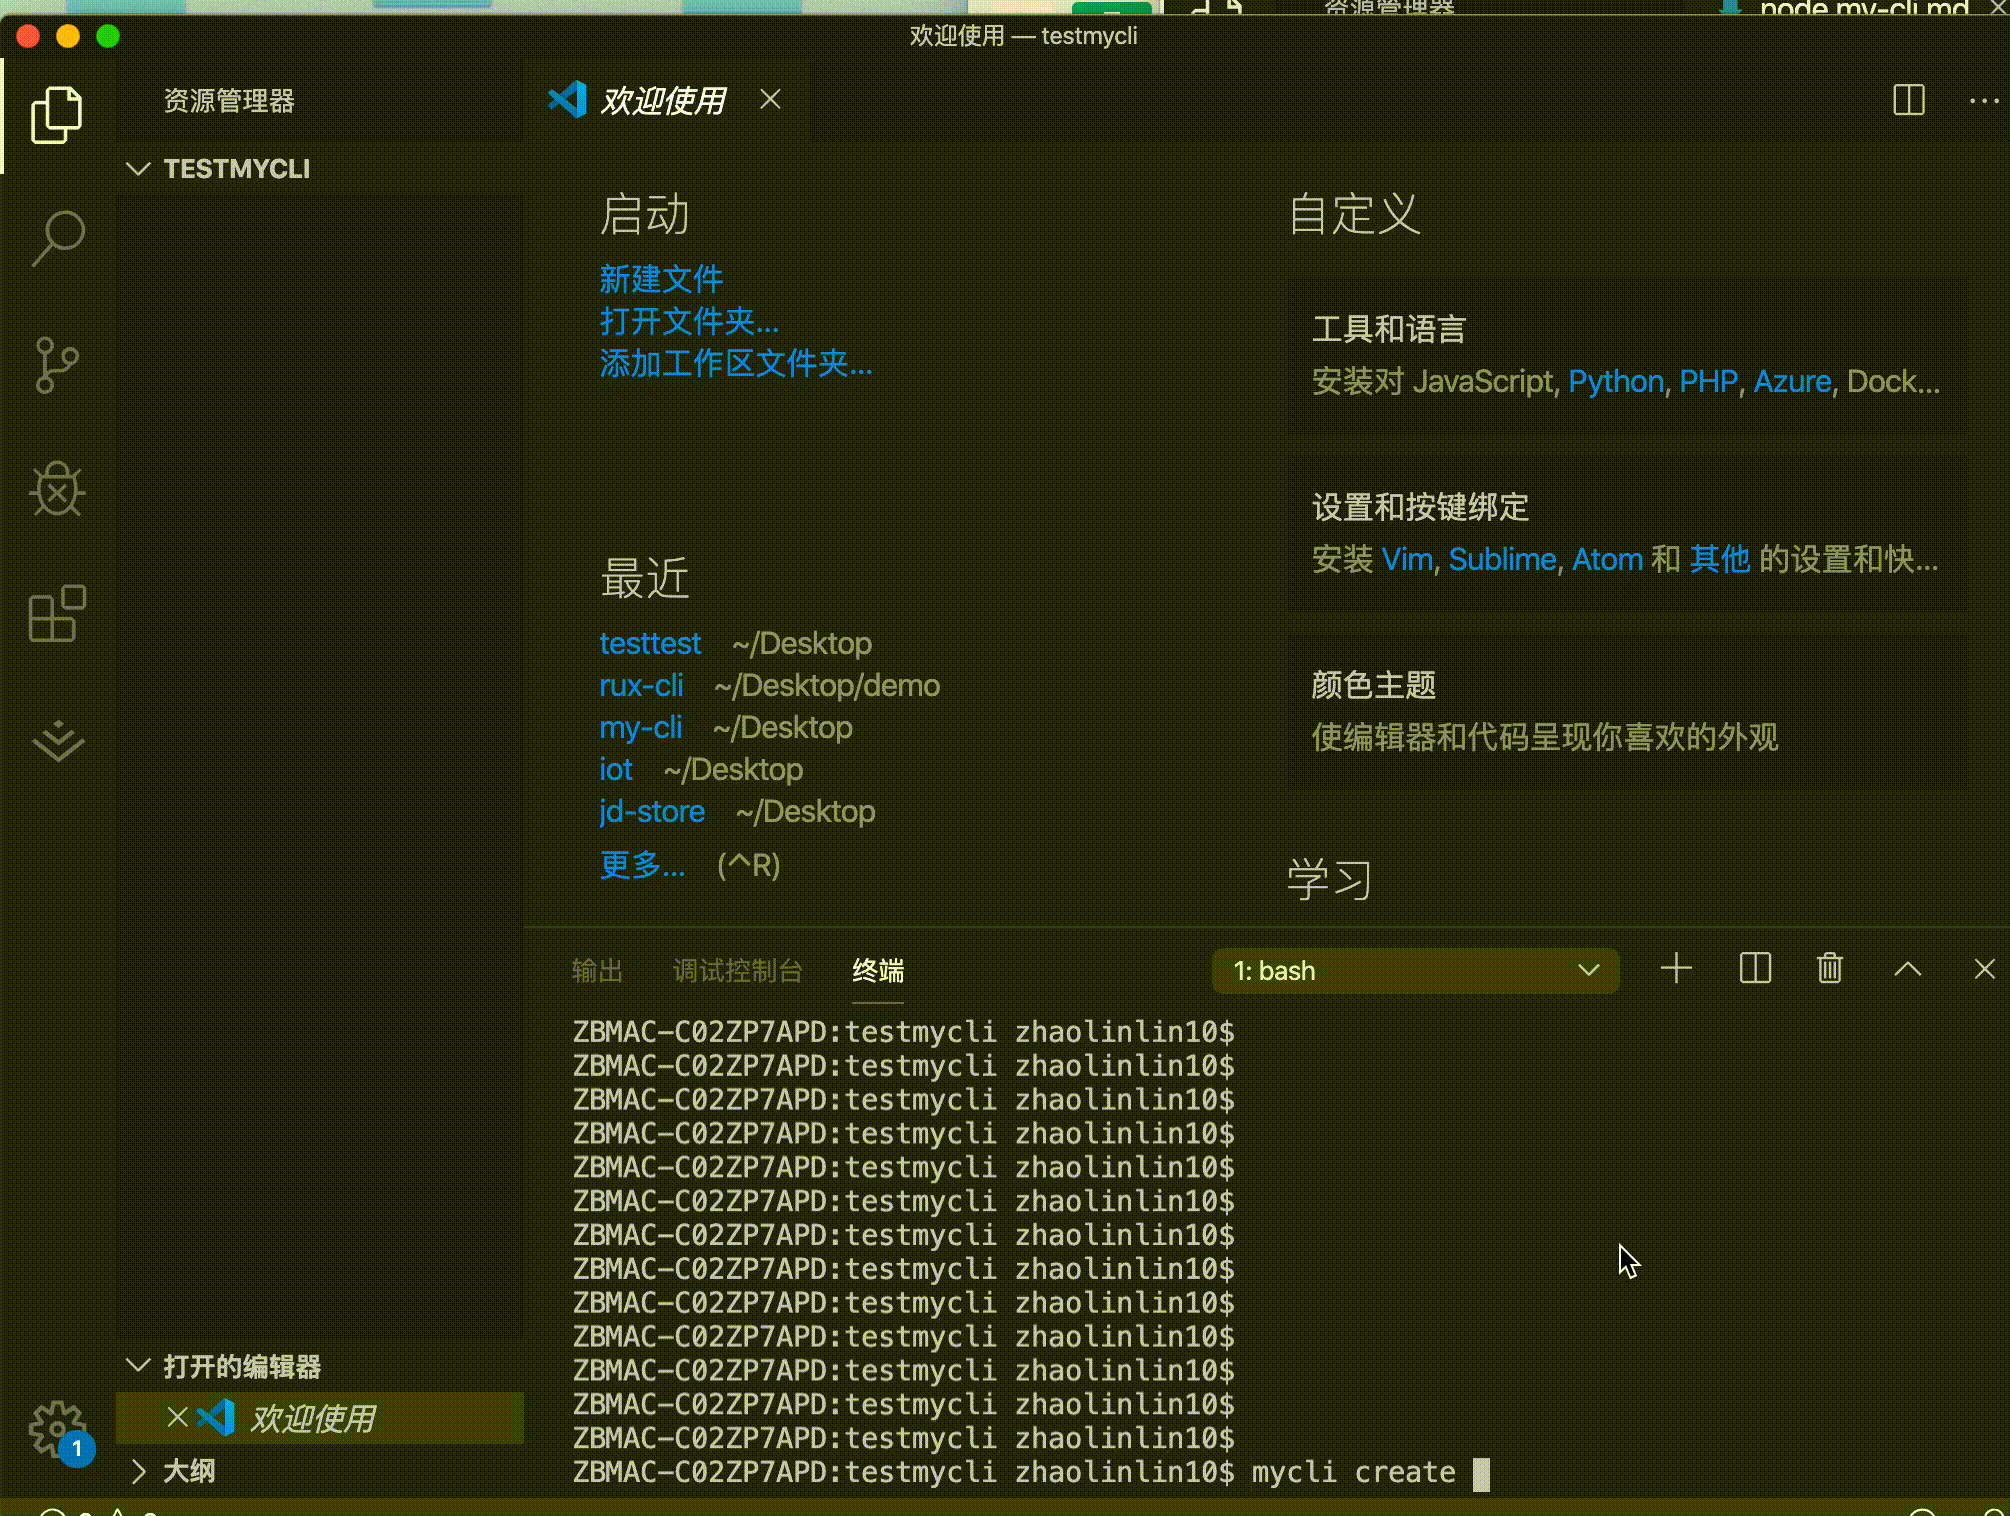 资源管理器
node my-cli.md
欢迎使用 — testmycli
资源管理器
欢迎使用
TESTMYCLI
启动
新建文件
打开文件夹...
添加工作区文件夹...
最近
testtest ~/Desktop
rux-cli ~/Desktop/demo
my-cli ~/Desktop
iot ~/Desktop
jd-store ~/Desktop
更多... (^R)
自定义
工具和语言
安装对 JavaScript, Python, PHP, Azure, Dock...
设置和按键绑定
安装 Vim, Sublime, Atom 和 其他 的设置和快...
颜色主题
使编辑器和代码呈现你喜欢的外观
学习
输出 调试控制台 终端 1: bash
ZBMAC-C02ZP7APD:testmycli zhaolinlin10$
ZBMAC-C02ZP7APD:testmycli zhaolinlin10$
ZBMAC-C02ZP7APD:testmycli zhaolinlin10$
ZBMAC-C02ZP7APD:testmycli zhaolinlin10$
ZBMAC-C02ZP7APD:testmycli zhaolinlin10$
ZBMAC-C02ZP7APD:testmycli zhaolinlin10$
ZBMAC-C02ZP7APD:testmycli zhaolinlin10$
ZBMAC-C02ZP7APD:testmycli zhaolinlin10$
ZBMAC-C02ZP7APD:testmycli zhaolinlin10$
ZBMAC-C02ZP7APD:testmycli zhaolinlin10$
ZBMAC-C02ZP7APD:testmycli zhaolinlin10$
ZBMAC-C02ZP7APD:testmycli zhaolinlin10$
ZBMAC-C02ZP7APD:testmycli zhaolinlin10$
ZBMAC-C02ZP7APD:testmycli zhaolinlin10$ mycli create
打开的编辑器
欢迎使用
1
大纲